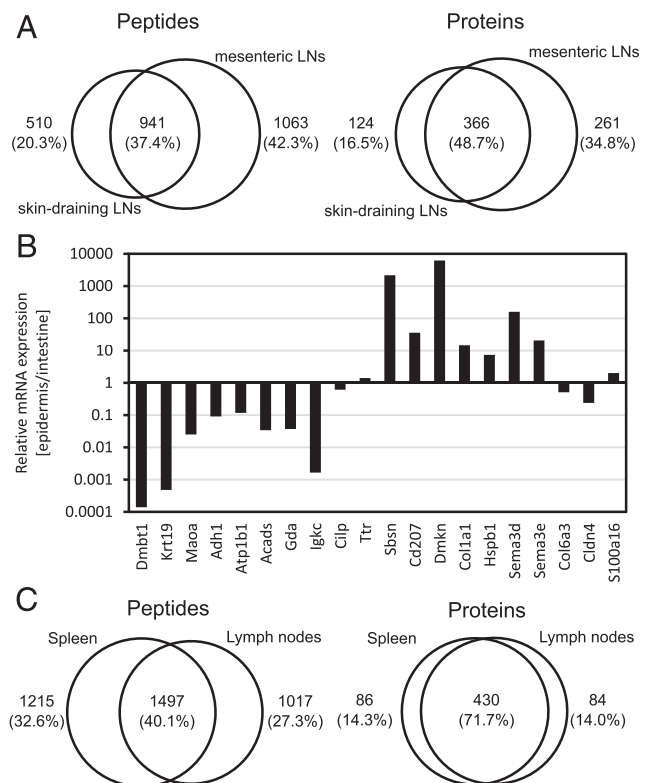 A
Peptides
Proteins
mesenteric LNs
mesenteric LNs
510
(20.3%)
941
(37.4%)
1063
(42.3%)
124
(16.5%)
366
(48.7%)
261
(34.8%)
skin-draining LNs
skin-draining LNs
B
Relative mRNA expression
[epidermis/intestine]
10000
1000
100
10
1
0.1
0.01
0.001
0.0001
Dmbt1
Krt19
Maoa
Adh1
Atp1b1
Acads
Gda
Igkc
Cilp
Ttr
Sbsn
Cd207
Dmkn
Col1a1
Hspb1
Sema3d
Sema3e
Col6a3
Cldn4
S100a16
C
Peptides
Proteins
Spleen
Lymph nodes
Spleen
Lymph nodes
1215
(32.6%)
1497
(40.1%)
1017
(27.3%)
86
(14.3%)
430
(71.7%)
84
(14.0%)